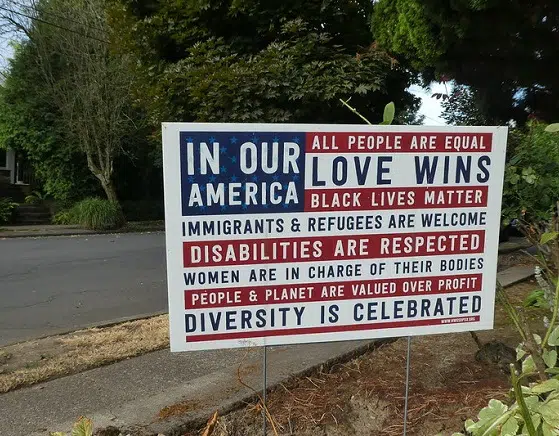 IN OUR
AMERICA
ALL PEOPLE ARE EQUAL
LOVE WINS
BLACK LIVES MATTER
IMMIGRANTS & REFUGEES ARE WELCOME
DISABILITIES ARE RESPECTED
WOMEN ARE IN CHARGE OF THEIR BODIES
PEOPLE & PLANET ARE VALUED OVER PROFIT
DIVERSITY IS CELEBRATED